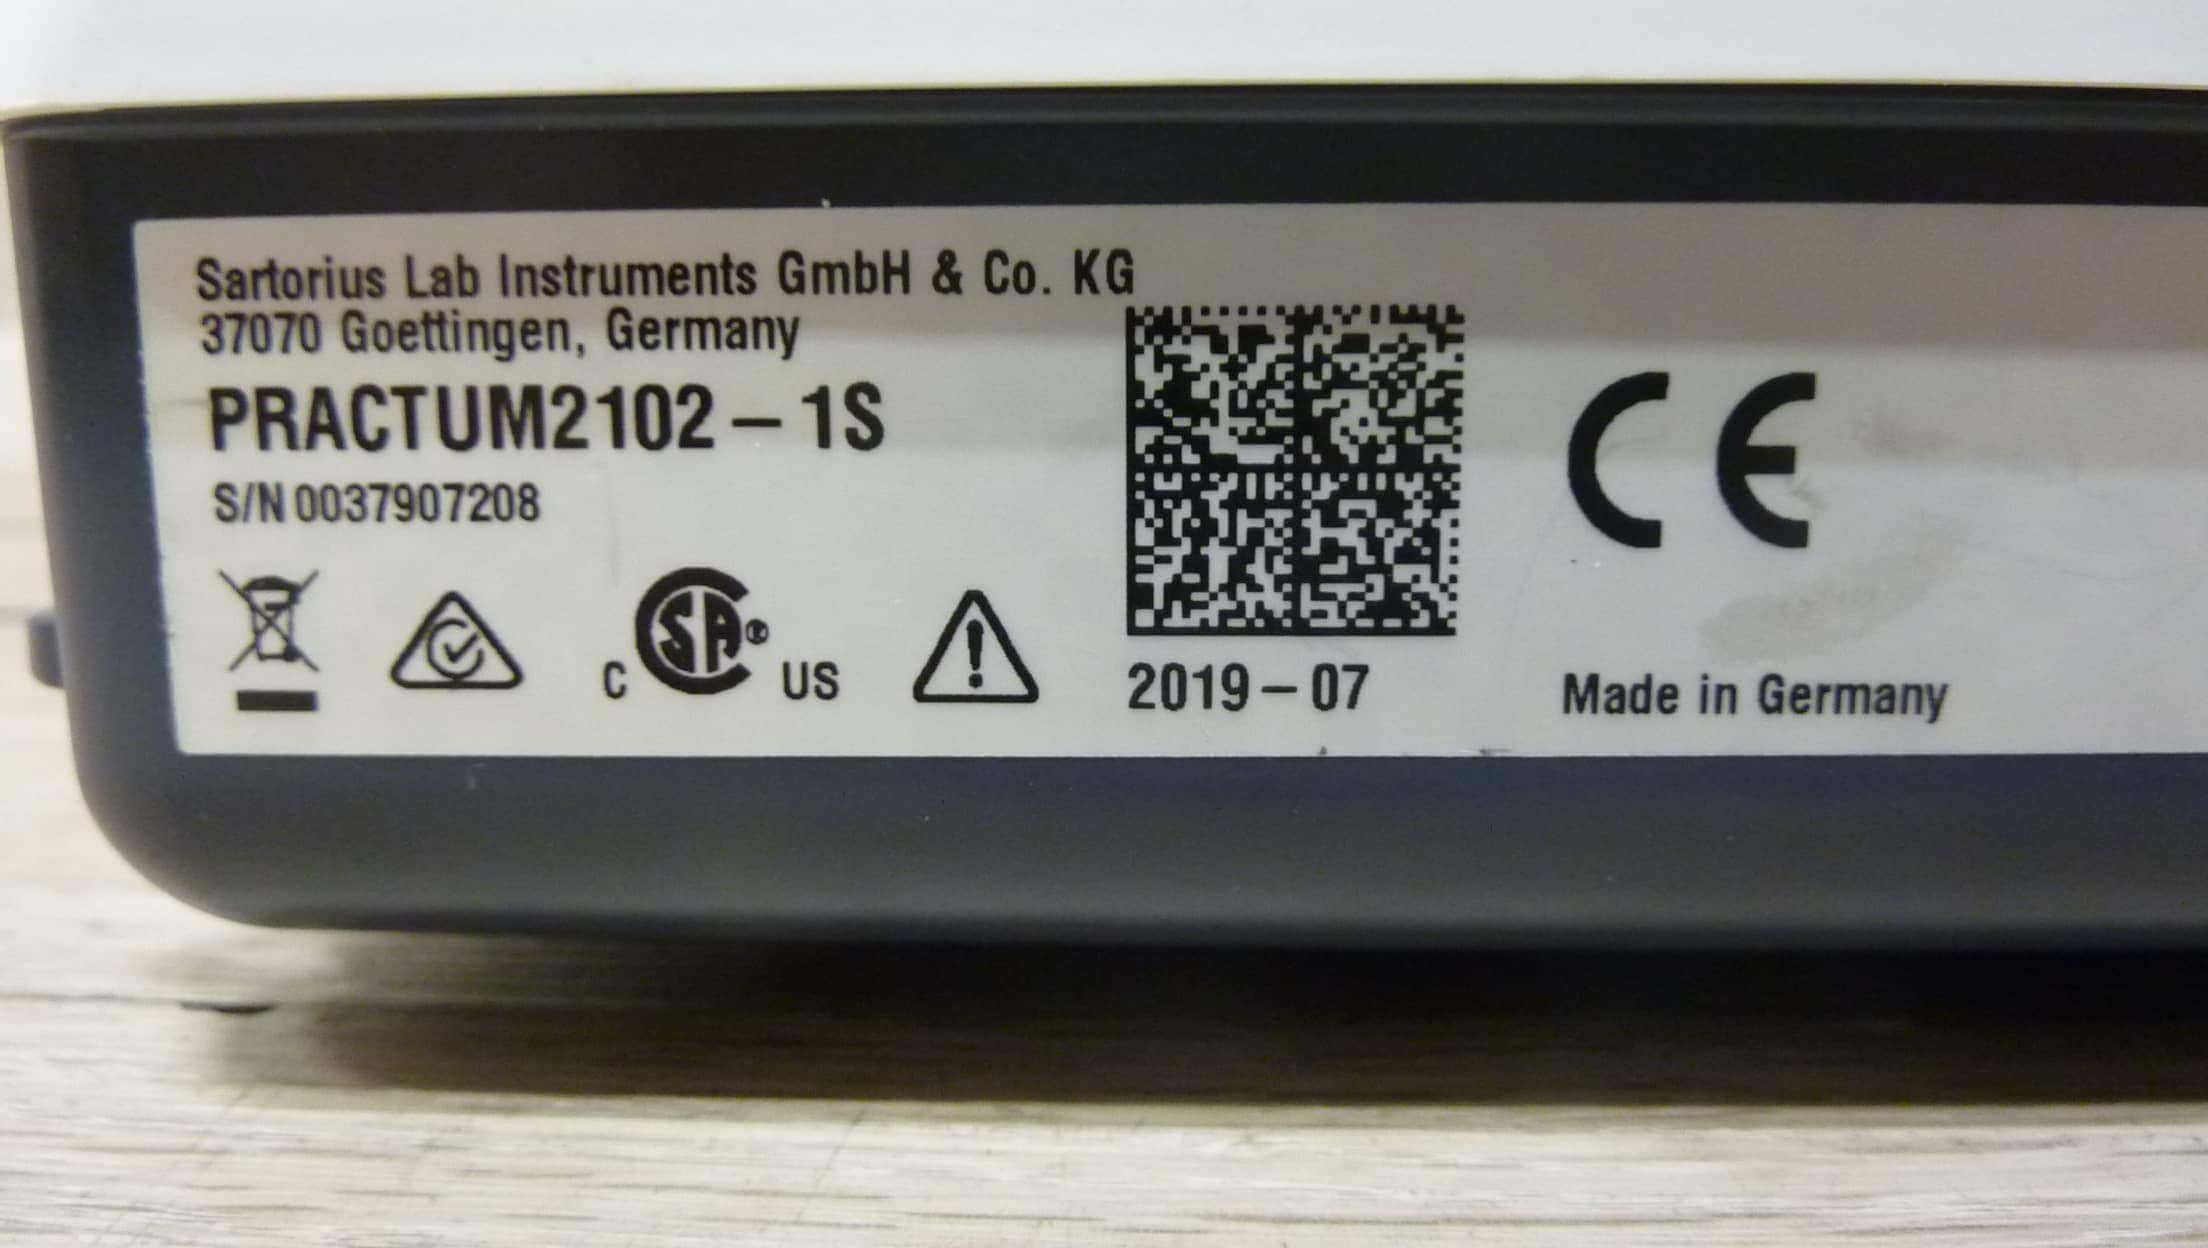 Sartorius Lab Instruments GmbH & Co. KG
37070 Goettingen, Germany
PRACTUM2102 – 1S
S/N 0037907208
C SA® US
CE
2019 – 07
Made in Germany